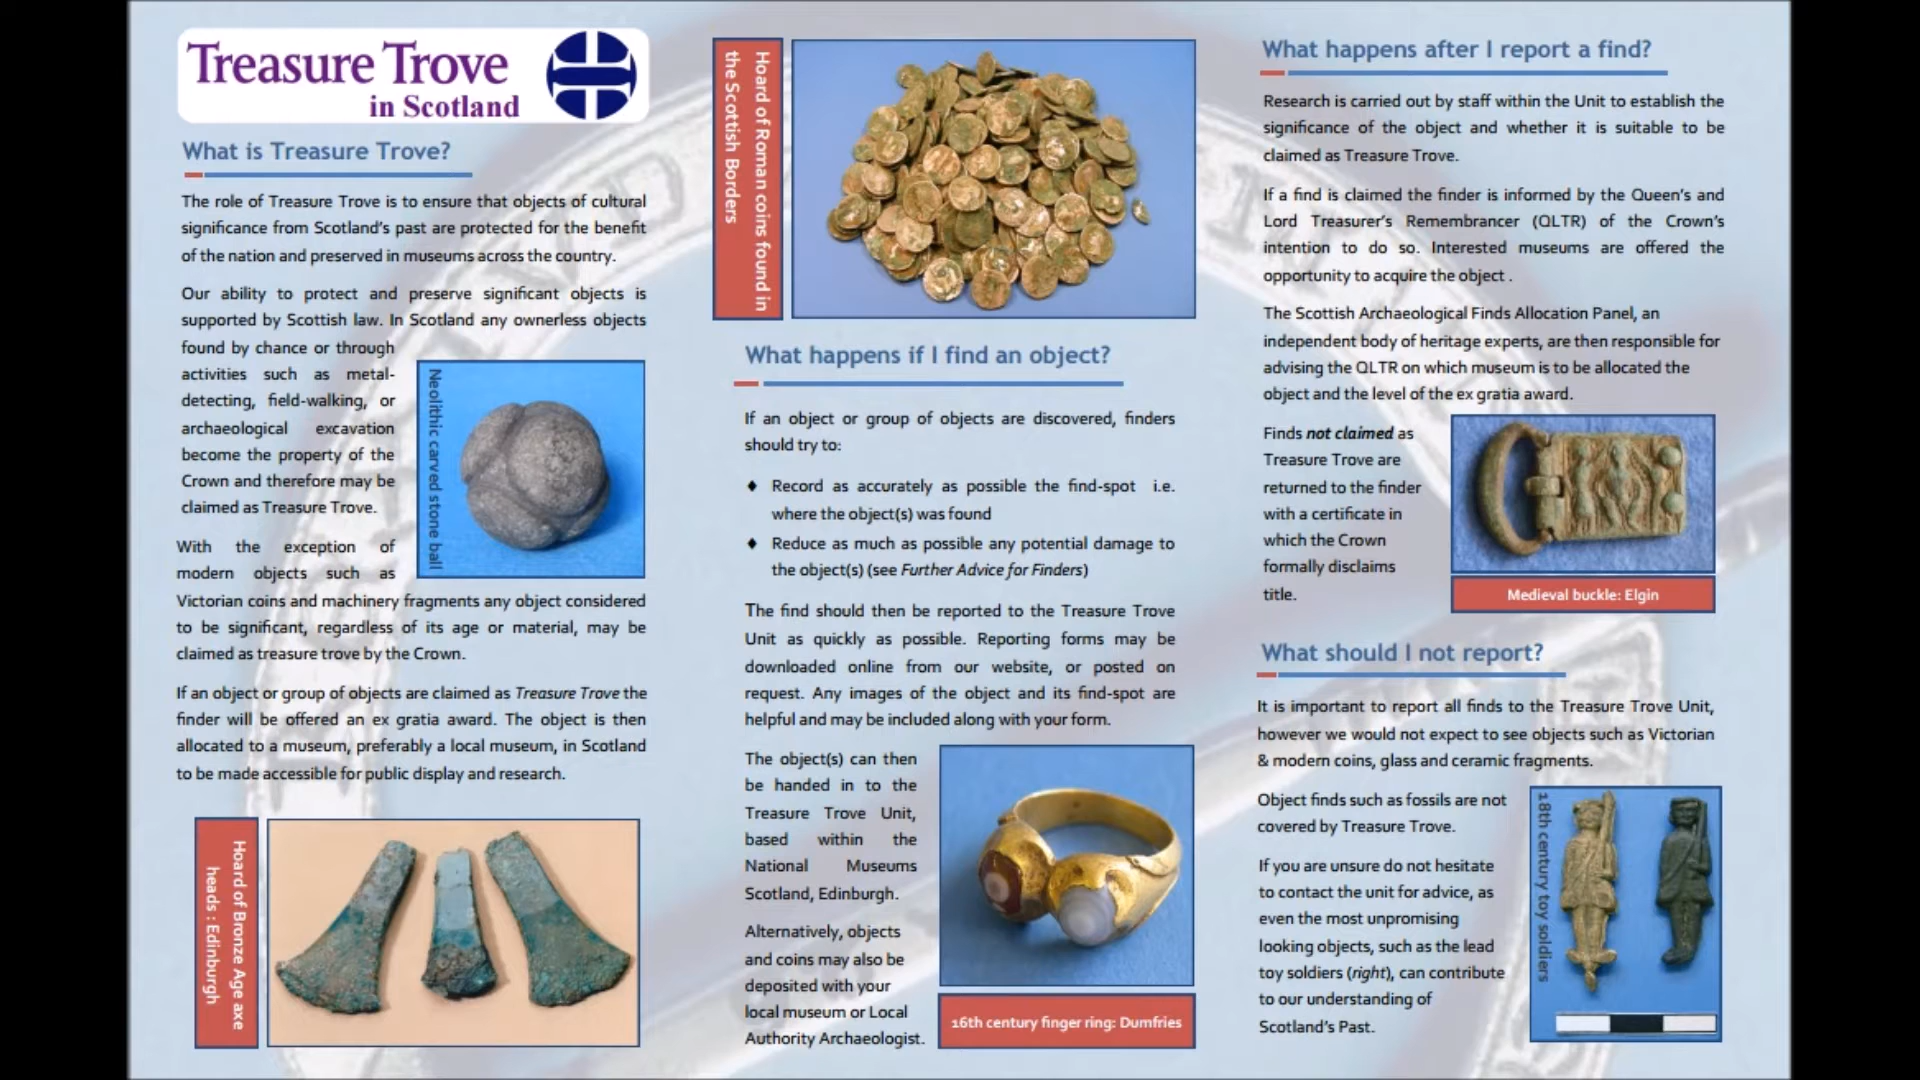 Treasure Trove
in Scotland
What is Treasure Trove?
The role of Treasure Trove is to ensure that objects of cultural
significance from Scotland's past are protected for the benefit
of the nation and preserved in museums across the country.
Our ability to protect and preserve significant objects is
supported by Scottish law. In Scotland any ownerless objects
found by chance or through
activities such as metal-
detecting, field-walking, or
archaeological excavation
become the property of the
Crown and therefore may be
claimed as Treasure Trove.
Neolithic carved stone ball
With the exception of
modern objects such as
Victorian coins and machinery fragments any object considered
to be significant, regardless of its age or material, may be
claimed as treasure trove by the Crown.
If an object or group of objects are claimed as Treasure Trove the
finder will be offered an ex gratia award. The object is then
allocated to a museum, preferably a local museum, in Scotland
to be made accessible for public display and research.
Hoard of Bronze Age axe
heads : Edinburgh
Hoard of Roman coins found in
the Scottish Borders
What happens if I find an object?
If an object or group of objects are discovered, finders
should try to:
♦ Record as accurately as possible the find-spot i.e.
where the object(s) was found
♦ Reduce as much as possible any potential damage to
the object(s) (see Further Advice for Finders)
The find should then be reported to the Treasure Trove
Unit as quickly as possible. Reporting forms may be
downloaded online from our website, or posted on
request. Any images of the object and its find-spot are
helpful and may be included along with your form.
The object(s) can then
be handed in to the
Treasure Trove Unit,
based within the
National Museums
Scotland, Edinburgh.
Alternatively, objects
and coins may also be
deposited with your
local museum or Local
Authority Archaeologist.
16th century finger ring: Dumfries
What happens after I report a find?
Research is carried out by staff within the Unit to establish the
significance of the object and whether it is suitable to be
claimed as Treasure Trove.
If a find is claimed the finder is informed by the Queen's and
Lord Treasurer's Remembrancer (QLTR) of the Crown's
intention to do so. Interested museums are offered the
opportunity to acquire the object .
The Scottish Archaeological Finds Allocation Panel, an
independent body of heritage experts, are then responsible for
advising the QLTR on which museum is to be allocated the
object and the level of the ex gratia award.
Finds not claimed as
Treasure Trove are
returned to the finder
with a certificate in
which the Crown
formally disclaims
title.
Medieval buckle: Elgin
What should I not report?
It is important to report all finds to the Treasure Trove Unit,
however we would not expect to see objects such as Victorian
& modern coins, glass and ceramic fragments.
Object finds such as fossils are not
covered by Treasure Trove.
If you are unsure do not hesitate
to contact the unit for advice, as
even the most unpromising
looking objects, such as the lead
toy soldiers (right), can contribute
to our understanding of
Scotland's Past.
18th century toy soldiers